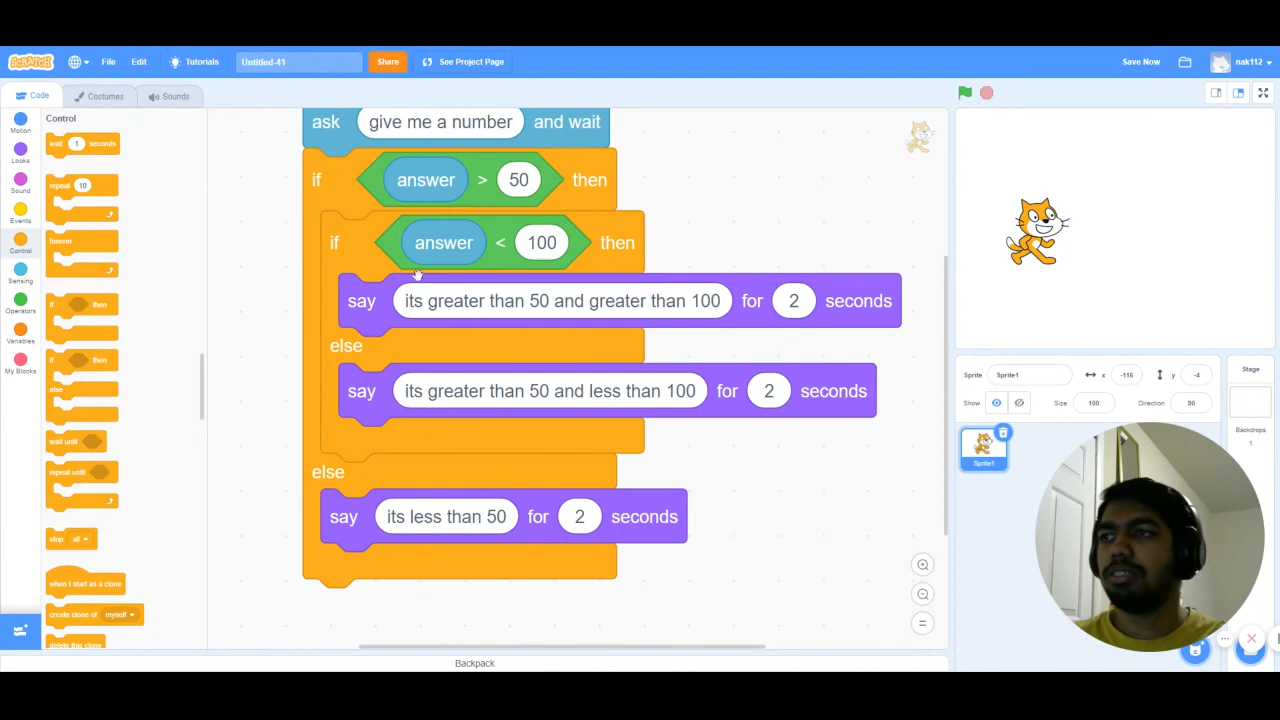 SCRATCH
File
Edit
Tutorials
Untitled-41
Share
See Project Page
Save Now
nak112
Code
Costumes
Sounds
Motion
Looks
Sound
Events
Control
Sensing
Operators
Variables
My Blocks
Control
wait 1 seconds
repeat 10
forever
if then
if then
else
wait until
repeat until
stop all
when I start as a clone
create clone of myself
delete this clone
ask give me a number and wait
if answer > 50 then
if answer < 100 then
say its greater than 50 and greater than 100 for 2 seconds
else
say its greater than 50 and less than 100 for 2 seconds
else
say its less than 50 for 2 seconds
Backpack
Sprite Sprite1 x -116 y -4
Show Size 100 Direction 90
Sprite1
Stage
Backdrops
1